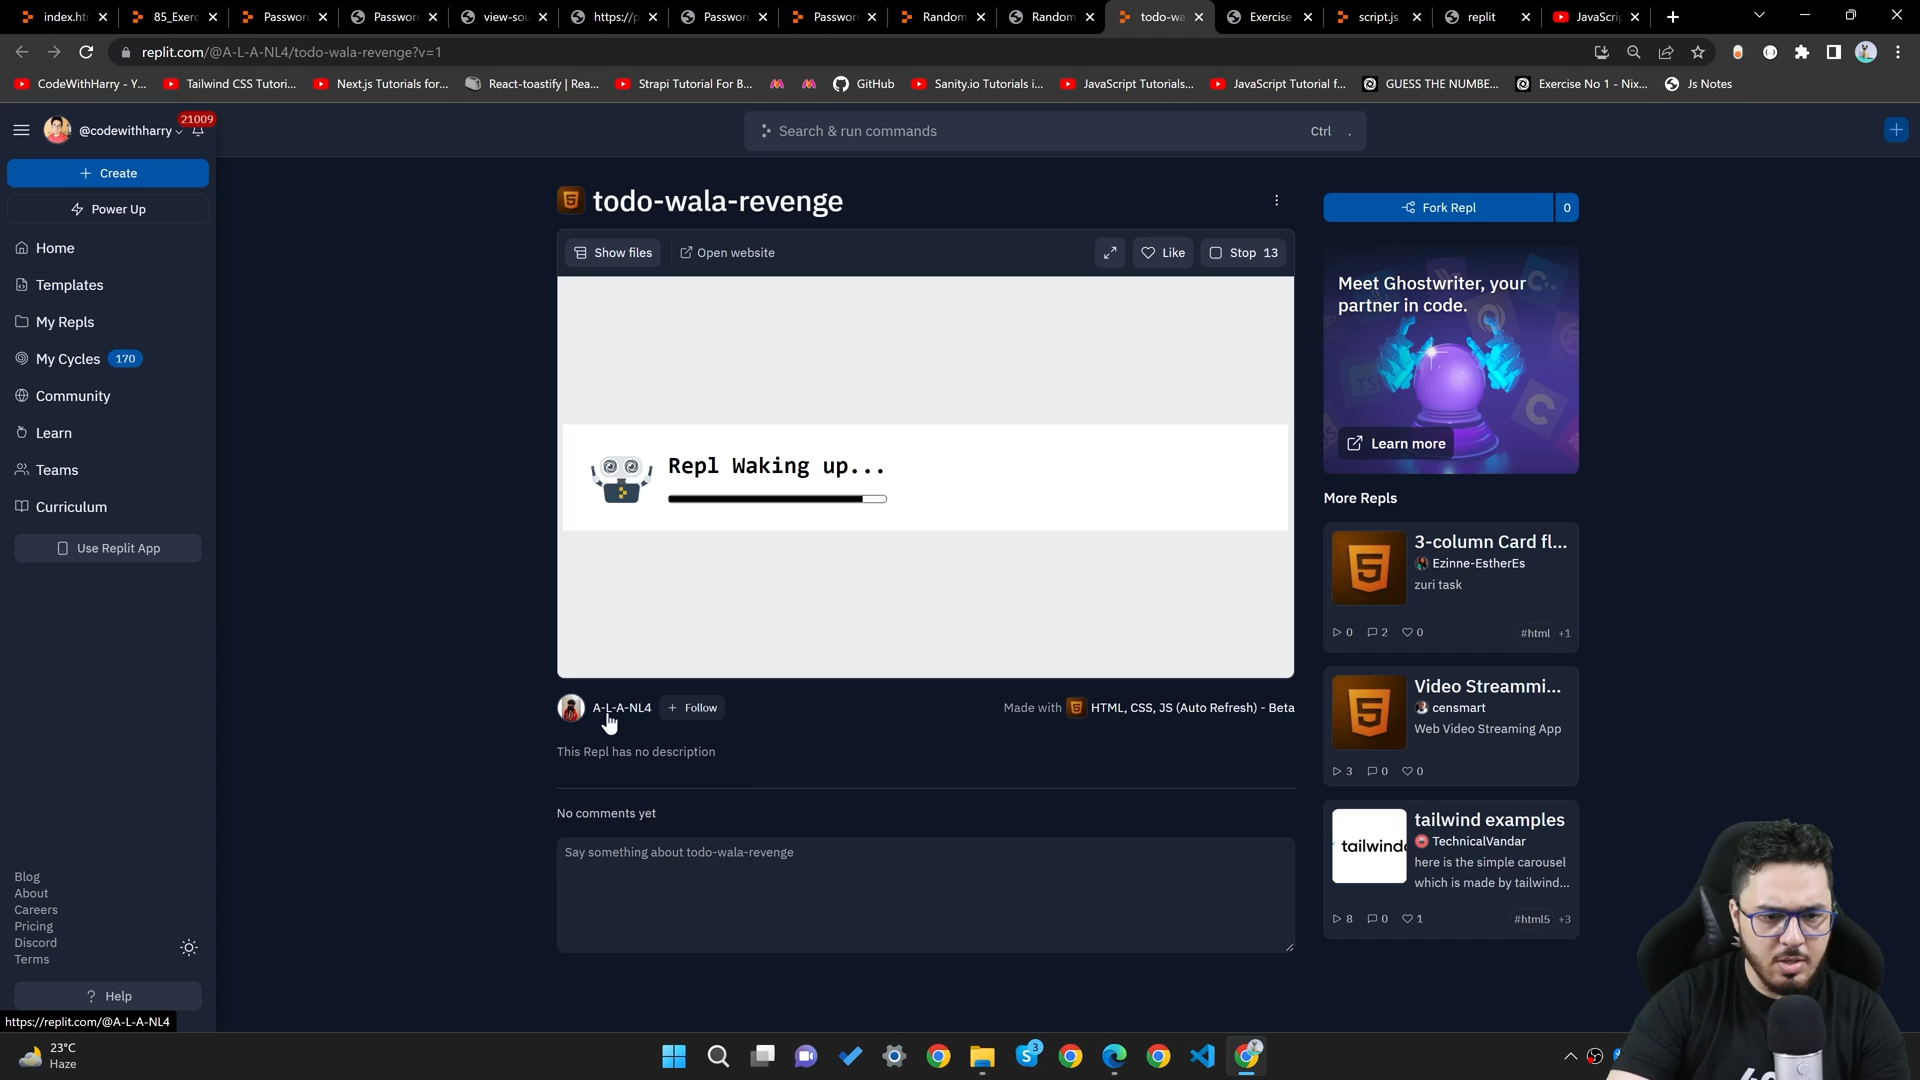 index.ht
85_Exerc
Passwor
Passwor
view-sou
https://p
Passwor
Passwor
Random
Random
todo-wa
Exercise
script.js
replit
JavaScri
replit.com/@A-L-A-NL4/todo-wala-revenge?v=1
CodeWithHarry - Y...
Tailwind CSS Tutori...
Next.js Tutorials for...
React-toastify | Rea...
Strapi Tutorial For B...
GitHub
Sanity.io Tutorials i...
JavaScript Tutorials...
JavaScript Tutorial f...
GUESS THE NUMBE...
Exercise No 1 - Nix...
Js Notes
@codewithharry
21009
Search & run commands
Ctrl .
Create
Power Up
Home
Templates
My Repls
My Cycles 170
Community
Learn
Teams
Curriculum
Use Replit App
Blog
About
Careers
Pricing
Discord
Terms
? Help
https://replit.com/@A-L-A-NL4
todo-wala-revenge
Show files
Open website
Like
Stop 13
Repl Waking up...
A-L-A-NL4
+ Follow
Made with HTML, CSS, JS (Auto Refresh) - Beta
This Repl has no description
No comments yet
Say something about todo-wala-revenge
Fork Repl 0
Meet Ghostwriter, your
partner in code.
Learn more
More Repls
3-column Card fl...
Ezinne-EstherEs
zuri task
0 2 0 #html +1
Video Streammi...
censmart
Web Video Streaming App
3 0 0
tailwind examples
TechnicalVandar
here is the simple carousel
which is made by tailwind...
tailwindc
8 0 1 #html5 +3
23°C
Haze
3